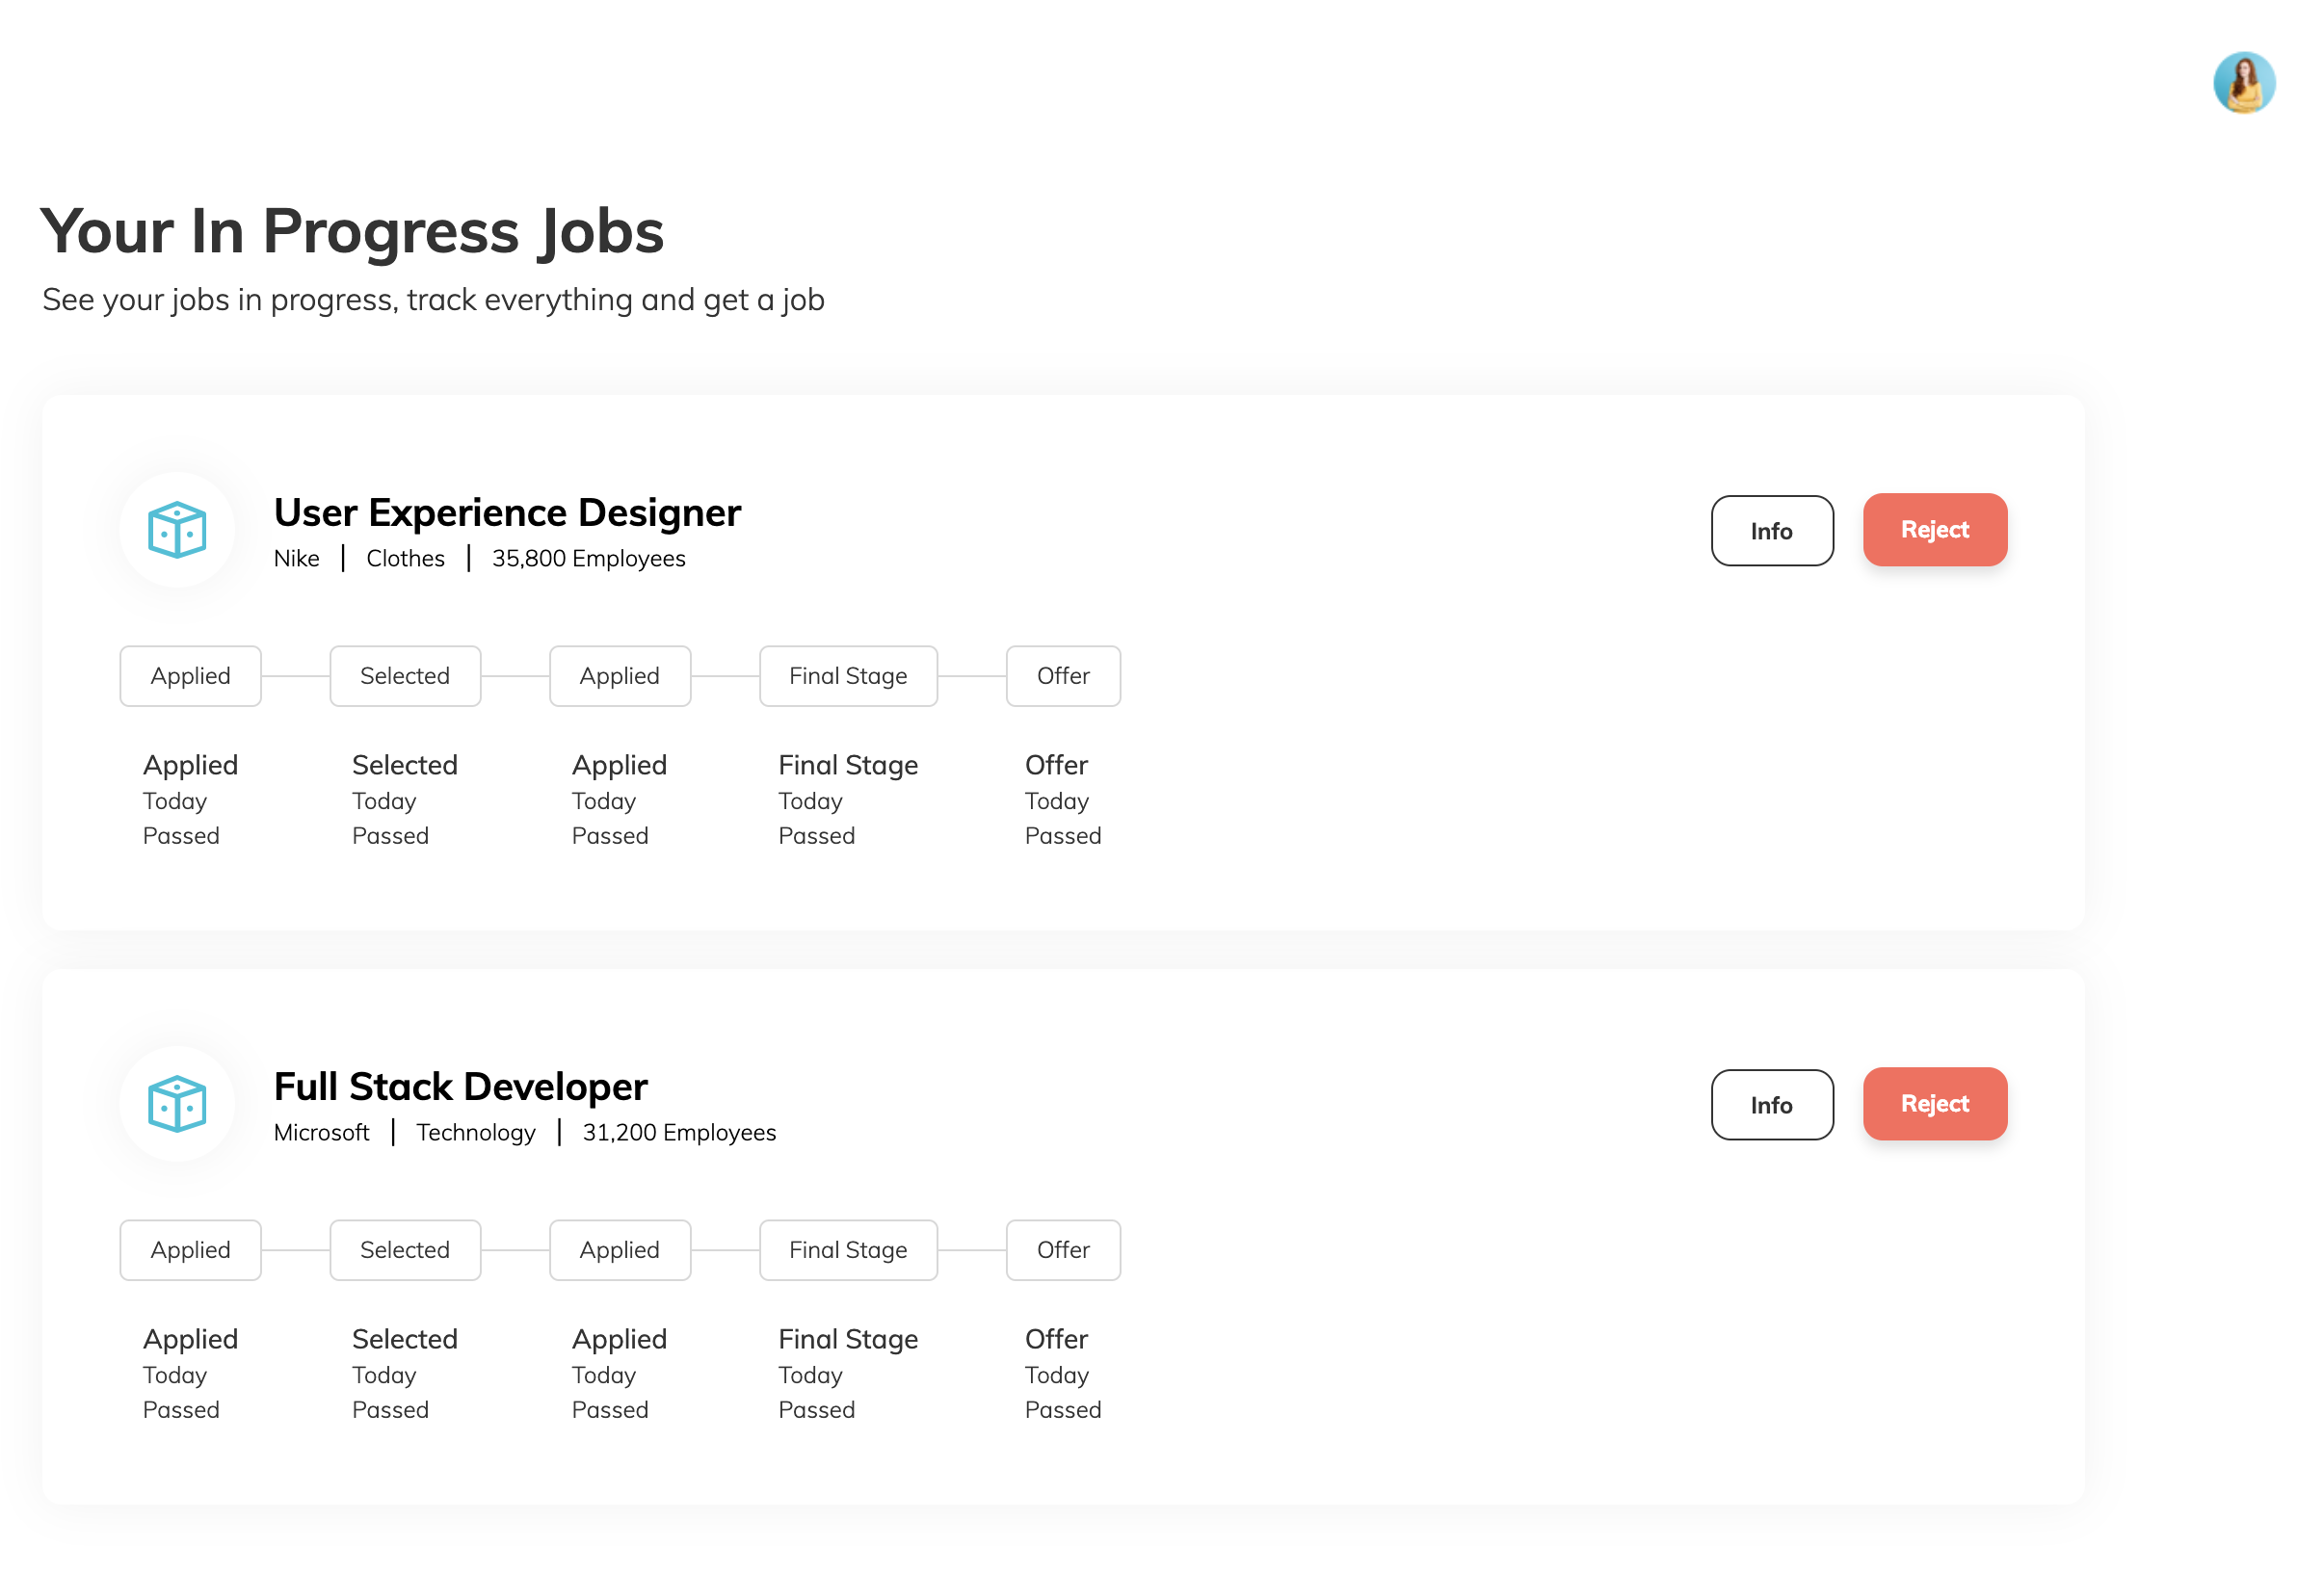 Your In Progress Jobs
See your jobs in progress, track everything and get a job
User Experience Designer
Nike | Clothes | 35,800 Employees
Info
Reject
Applied Selected Applied Final Stage Offer
Applied Selected Applied Final Stage Offer
Today Today Today Today Today
Passed Passed Passed Passed Passed
Full Stack Developer
Microsoft | Technology | 31,200 Employees
Info
Reject
Applied Selected Applied Final Stage Offer
Applied Selected Applied Final Stage Offer
Today Today Today Today Today
Passed Passed Passed Passed Passed